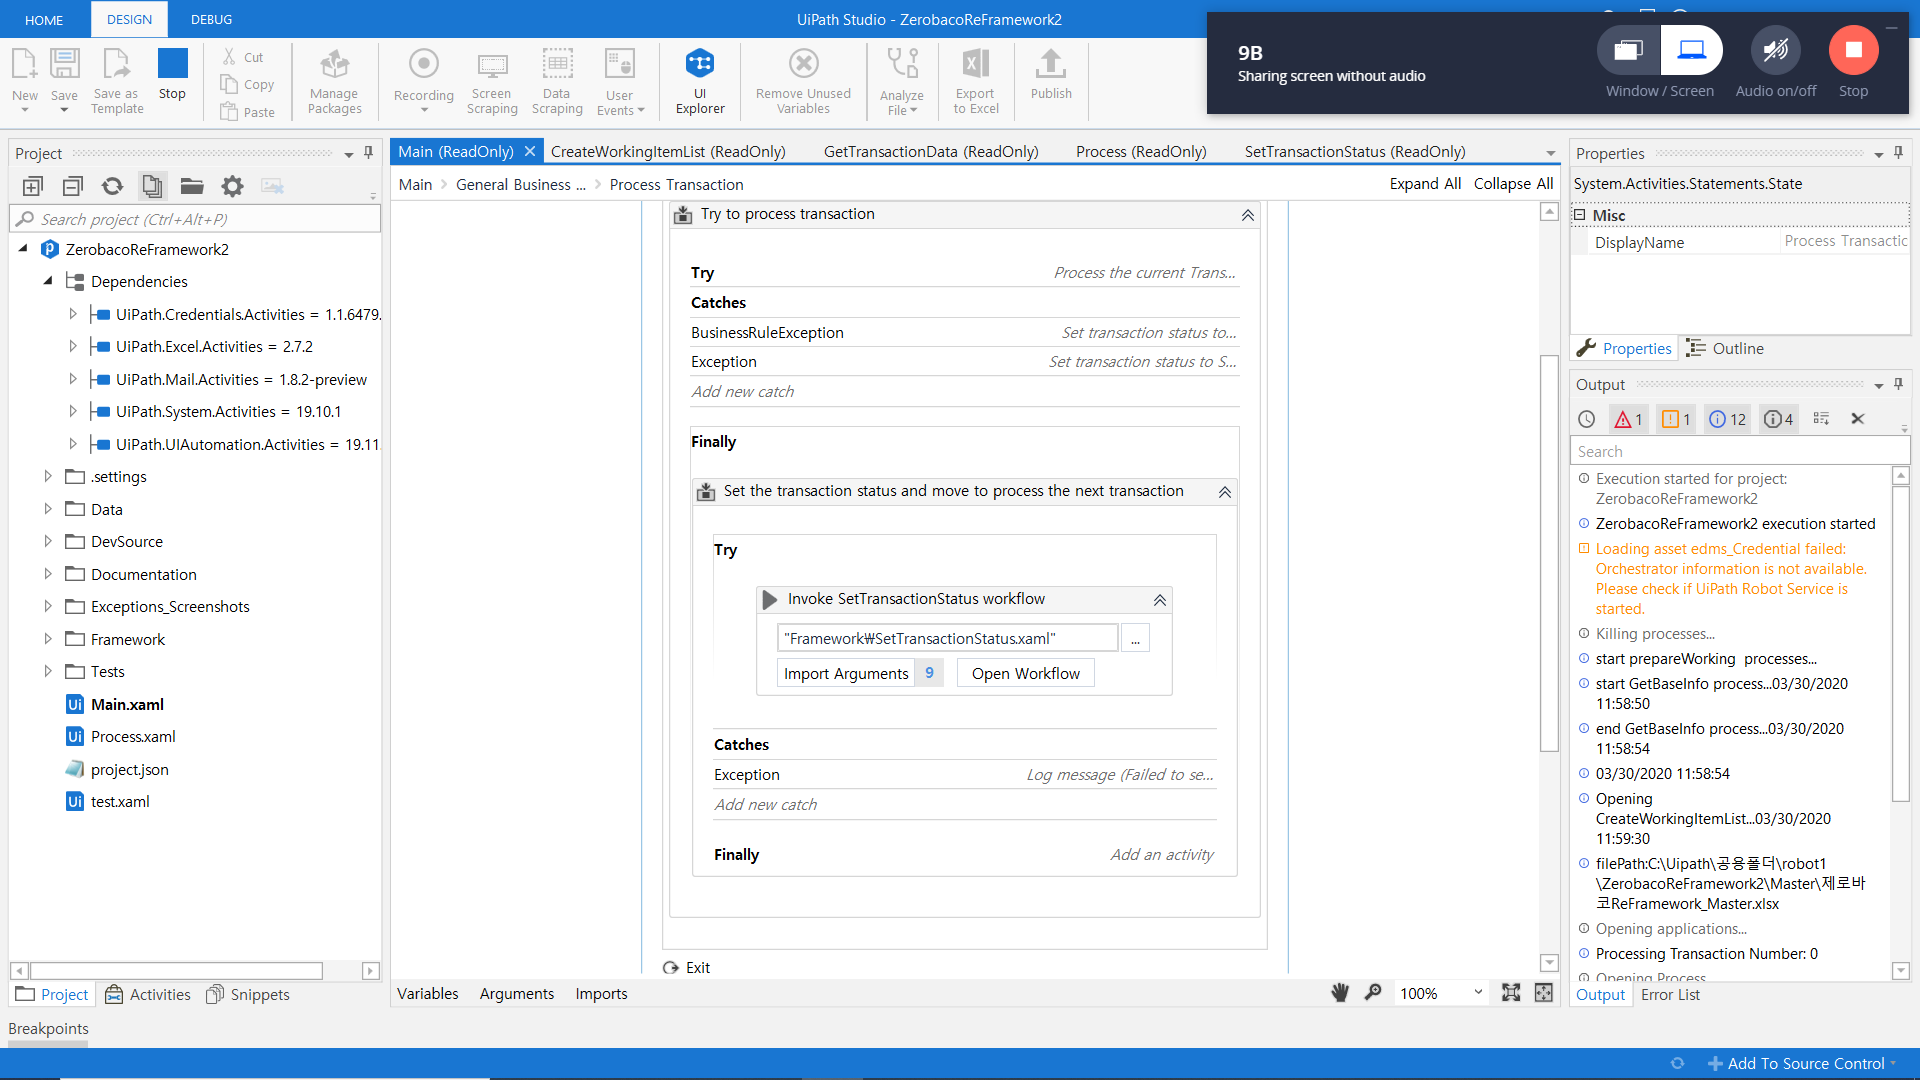 HOME
DESIGN
DEBUG
UiPath Studio - ZerobacoReFramework2
New
Save
Save as Template
Stop
Cut
Copy
Paste
Manage Packages
Recording
Screen Scraping
Data Scraping
User Events
UI Explorer
Remove Unused Variables
Analyze File
Export to Excel
Publish
9B
Sharing screen without audio
Window / Screen
Audio on/off
Stop
Project
Search project (Ctrl+Alt+P)
ZerobacoReFramework2
Dependencies
UiPath.Credentials.Activities = 1.1.6479.
UiPath.Excel.Activities = 2.7.2
UiPath.Mail.Activities = 1.8.2-preview
UiPath.System.Activities = 19.10.1
UiPath.UIAutomation.Activities = 19.11.
.settings
Data
DevSource
Documentation
Exceptions_Screenshots
Framework
Tests
Main.xaml
Process.xaml
project.json
test.xaml
Project
Activities
Snippets
Breakpoints
Main (ReadOnly)
CreateWorkingItemList (ReadOnly)
GetTransactionData (ReadOnly)
Process (ReadOnly)
SetTransactionStatus (ReadOnly)
Main
General Business ...
Process Transaction
Expand All
Collapse All
Try to process transaction
Try
Process the current Trans...
Catches
BusinessRuleException
Set transaction status to...
Exception
Set transaction status to S...
Add new catch
Finally
Set the transaction status and move to process the next transaction
Try
Invoke SetTransactionStatus workflow
"Framework₩SetTransactionStatus.xaml"
...
Import Arguments 9
Open Workflow
Catches
Exception
Log message (Failed to se...
Add new catch
Finally
Add an activity
Exit
Variables
Arguments
Imports
100%
Properties
System.Activities.Statements.State
Misc
DisplayName
Process Transactic
Properties
Outline
Output
1
1
12
4
Search
Execution started for project:
ZerobacoReFramework2
ZerobacoReFramework2 execution started
Loading asset edms_Credential failed:
Orchestrator information is not available.
Please check if UiPath Robot Service is
started.
Killing processes...
start prepareWorking  processes...
start GetBaseInfo process...03/30/2020
11:58:50
end GetBaseInfo process...03/30/2020
11:58:54
03/30/2020 11:58:54
Opening
CreateWorkingItemList...03/30/2020
11:59:30
filePath:C:\Uipath\공용폴더\robot1
\ZerobacoReFramework2\Master\제로바
코ReFramework_Master.xlsx
Opening applications...
Processing Transaction Number: 0
Opening Process
Output
Error List
Add To Source Control